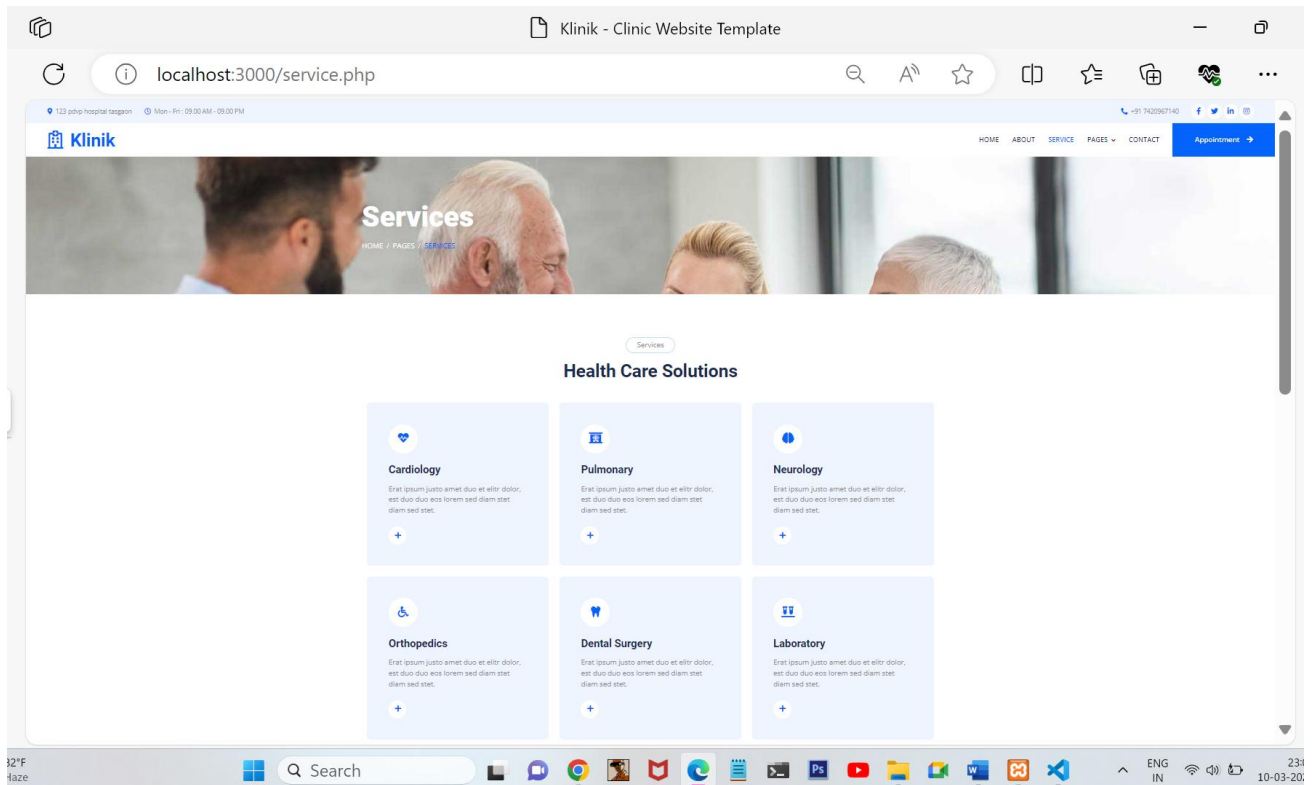 Klinik - Clinic Website Template
localhost:3000/service.php
123 pdvp hospital tasgaon Mon - Fri : 09.00 AM - 09.00 PM +91 7420967140
Klinik HOME ABOUT SERVICE PAGES CONTACT Appointment
Services
HOME / PAGES / SERVICES
Services
Health Care Solutions
Cardiology
Erat ipsum justo amet duo et elitr dolor,
est duo duo eos lorem sed diam stet
diam sed stet.
Pulmonary
Erat ipsum justo amet duo et elitr dolor,
est duo duo eos lorem sed diam stet
diam sed stet.
Neurology
Erat ipsum justo amet duo et elitr dolor,
est duo duo eos lorem sed diam stet
diam sed stet.
Orthopedics
Erat ipsum justo amet duo et elitr dolor,
est duo duo eos lorem sed diam stet
diam sed stet.
Dental Surgery
Erat ipsum justo amet duo et elitr dolor,
est duo duo eos lorem sed diam stet
diam sed stet.
Laboratory
Erat ipsum justo amet duo et elitr dolor,
est duo duo eos lorem sed diam stet
diam sed stet.
Search
Ps
ENG
IN